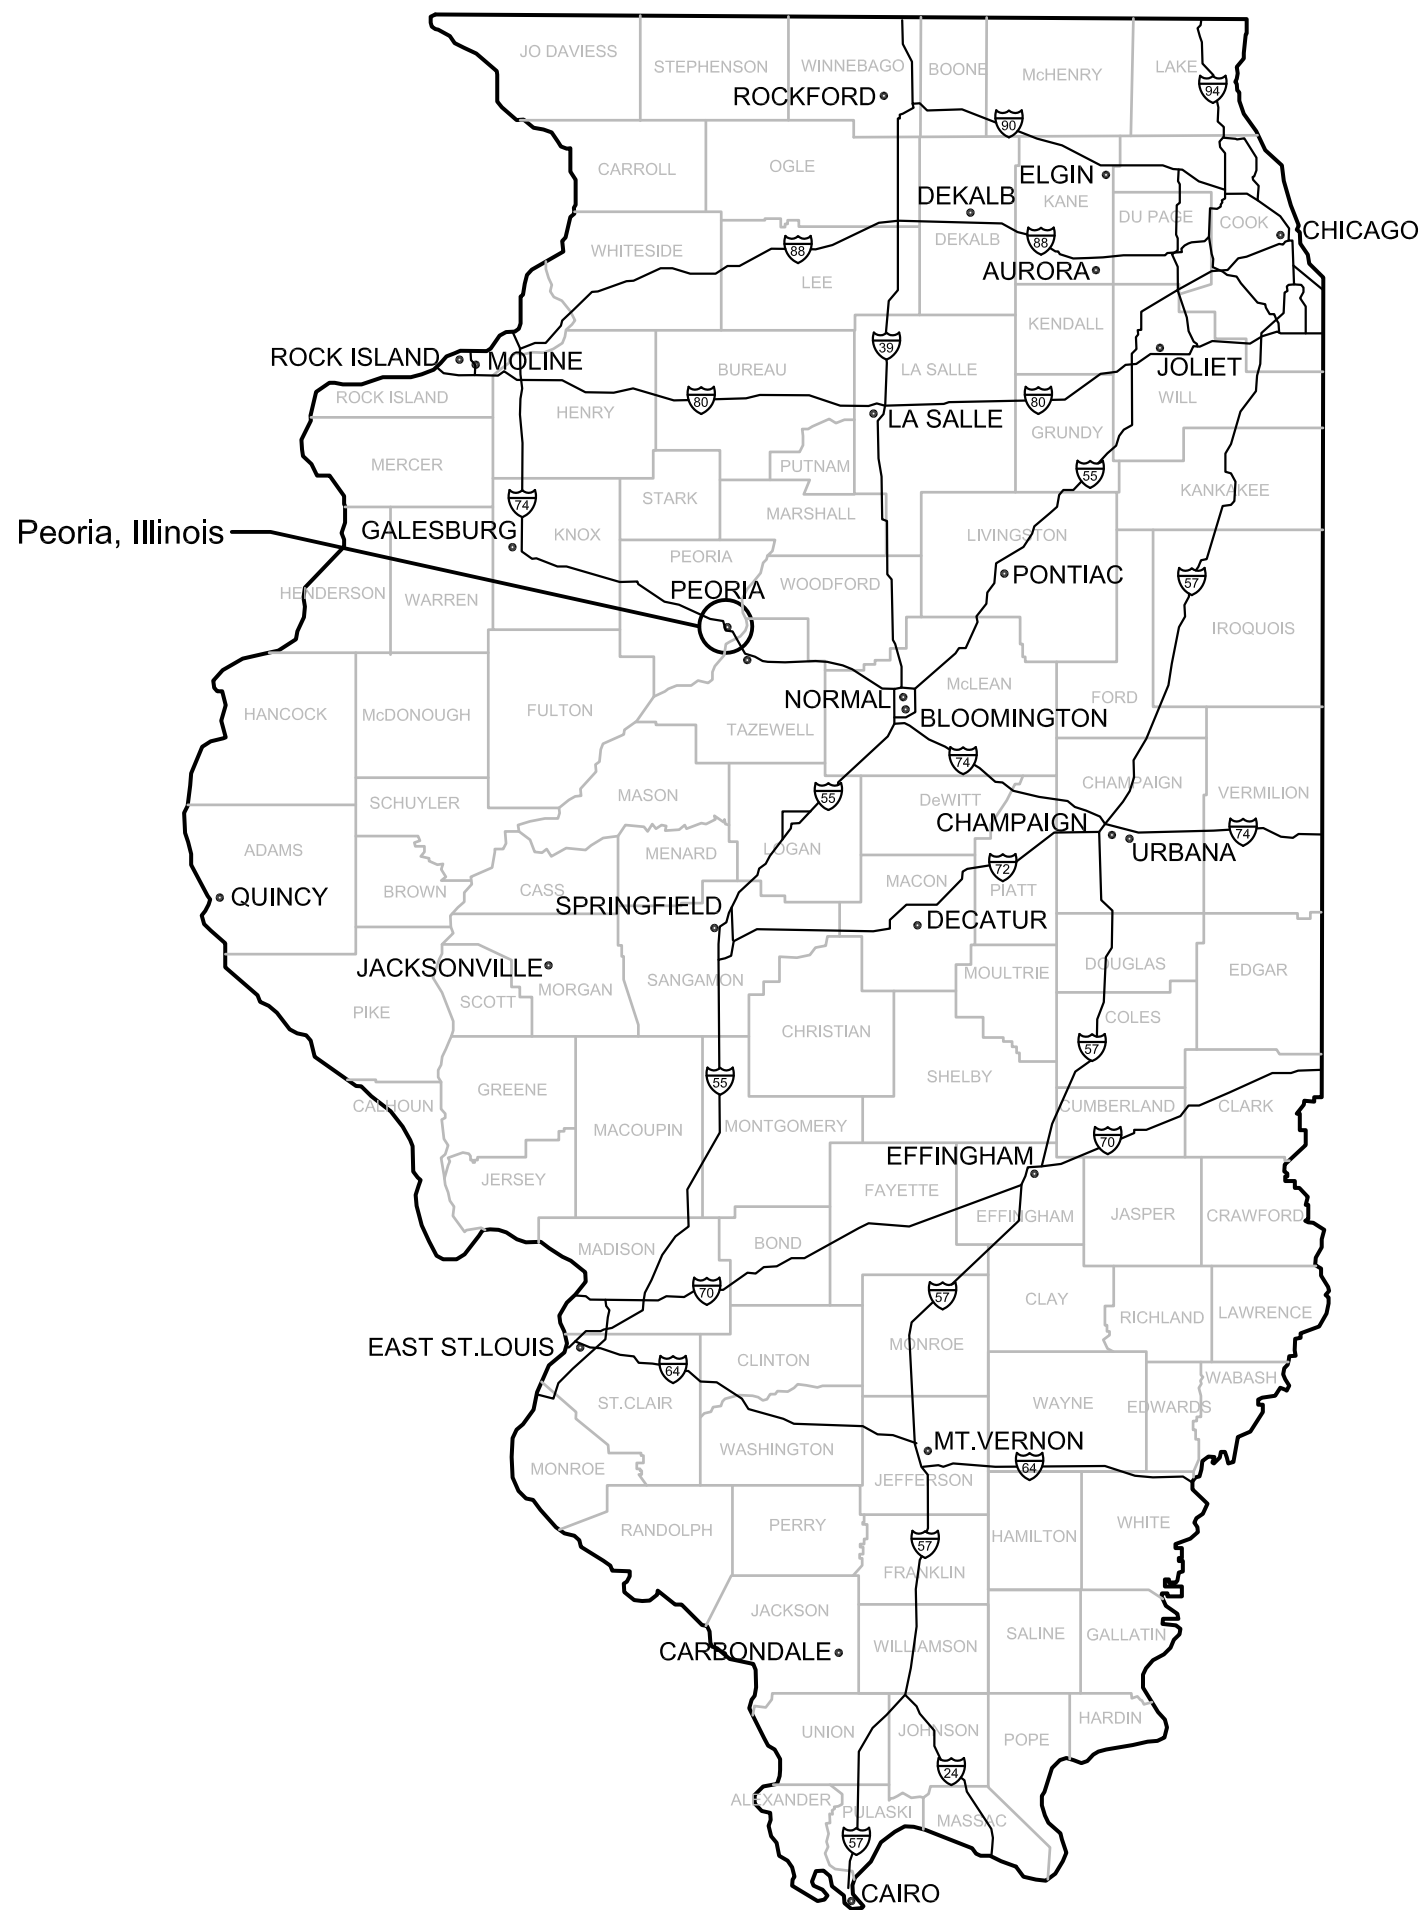 JO DAVIESS
STEPHENSON
WINNEBAGO
BOONE
McHENRY
LAKE
ROCKFORD
94
90
CARROLL
OGLE
ELGIN
DEKALB
KANE
DU PAGE
COOK
CHICAGO
WHITESIDE
88
DEKALB
88
LEE
AURORA
KENDALL
39
ROCK ISLAND
MOLINE
BUREAU
LA SALLE
JOLIET
ROCK ISLAND
HENRY
80
80
WILL
LA SALLE
GRUNDY
MERCER
PUTNAM
55
KANKAKEE
74
STARK
MARSHALL
Peoria, Illinois
GALESBURG
KNOX
LIVINGSTON
PEORIA
WOODFORD
PONTIAC
57
HENDERSON
WARREN
PEORIA
IROQUOIS
HANCOCK
McDONOUGH
FULTON
NORMAL
McLEAN
FORD
BLOOMINGTON
TAZEWELL
74
CHAMPAIGN
VERMILION
SCHUYLER
MASON
55
DeWITT
CHAMPAIGN
74
ADAMS
MENARD
LOGAN
URBANA
72
QUINCY
BROWN
CASS
MACON
PIATT
SPRINGFIELD
DECATUR
JACKSONVILLE
DOUGLAS
EDGAR
MOULTRIE
SCOTT
MORGAN
SANGAMON
PIKE
CHRISTIAN
COLES
57
SHELBY
GREENE
55
CALHOUN
CUMBERLAND
CLARK
MACOUPIN
MONTGOMERY
70
EFFINGHAM
JERSEY
FAYETTE
EFFINGHAM
JASPER
CRAWFORD
MADISON
BOND
70
57
CLAY
RICHLAND
LAWRENCE
EAST ST.LOUIS
MONROE
64
CLINTON
WABASH
ST.CLAIR
WAYNE
EDWARDS
WASHINGTON
MT.VERNON
MONROE
JEFFERSON
64
RANDOLPH
PERRY
WHITE
HAMILTON
57
FRANKLIN
JACKSON
SALINE
GALLATIN
CARBONDALE
WILLIAMSON
UNION
JOHNSON
POPE
HARDIN
24
ALEXANDER
PULASKI
MASSAC
57
CAIRO